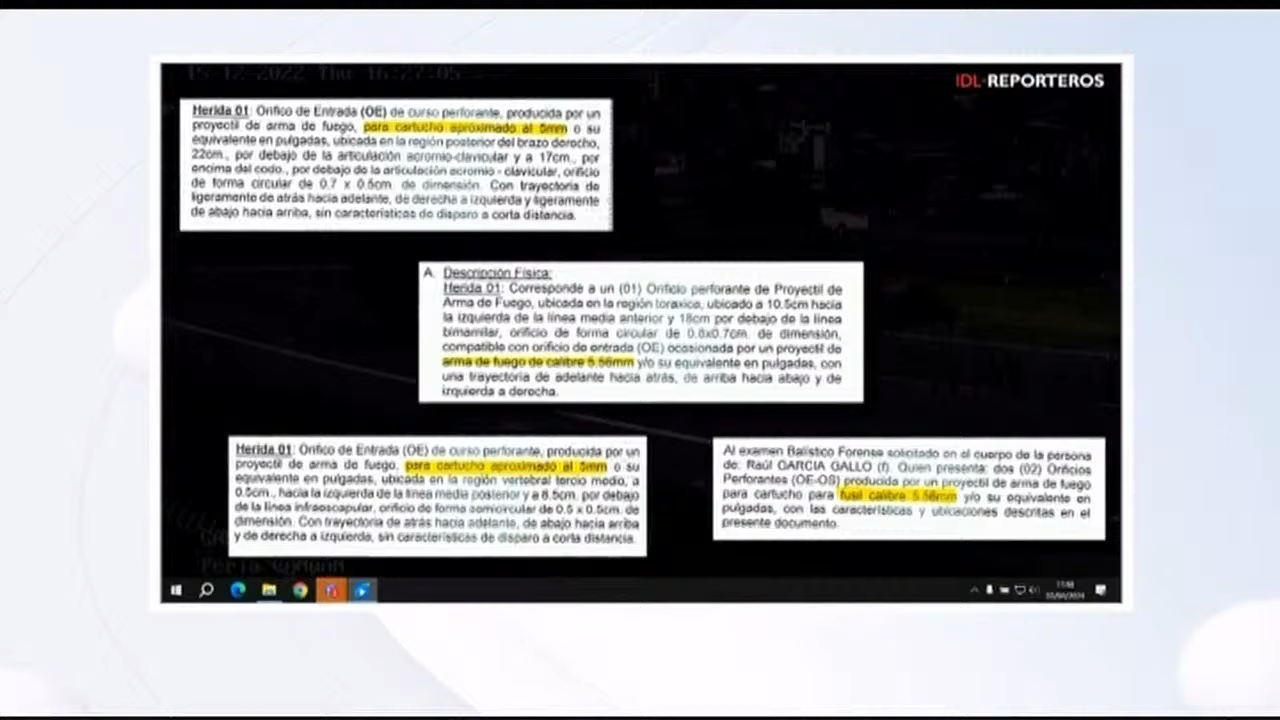 15-12-2022 Thu 16:27:05
IDL-REPORTEROS
Herida 01: Orifico de Entrada (OE) de curso perforante, producida por un
proyectil de arma de fuego, para cartucho aproximado al 5mm o su
equivalente en pulgadas, ubicada en la región posterior del brazo derecho,
22cm., por debajo de la articulación acromio-clavicular y a 17cm., por
encima del codo., por debajo de la articulación acromio - clavicular, orificio
de forma circular de 0.7 x 0.6cm. de dimensión. Con trayectoria de
ligeramente de atrás hacia adelante, de derecha a izquierda y ligeramente
de abajo hacia arriba, sin características de disparo a corta distancia.
A. Descripción Física:
Herida 01: Corresponde a un (01) Orificio perforante de Proyectil de
Arma de Fuego, ubicada en la región toraxica, ubicado a 10.5cm hacia
la izquierda de la línea media anterior y 18cm por debajo de la línea
bimamilar, orificio de forma circular de 0.8x0.7cm. de dimensión,
compatible con orificio de entrada (OE) ocasionada por un proyectil de
arma de fuego de calibre 5.56mm y/o su equivalente en pulgadas, con
una trayectoria de adelante hacia atrás, de arriba hacia abajo y de
izquierda a derecha.
Herida 01: Orifico de Entrada (OE) de curso perforante, producida por un
proyectil de arma de fuego, para cartucho aproximado al 5mm o su
equivalente en pulgadas, ubicada en la región vertebral tercio medio, a
0.5cm., hacia la izquierda de la línea media posterior y a 8.5cm. por debajo
de la línea infraescapular, orificio de forma semicircular de 0.5 x 0.5cm. de
dimensión. Con trayectoria de atrás hacia adelante, de abajo hacia arriba
y de derecha a izquierda, sin características de disparo a corta distancia.
Al examen Balístico Forense solicitado en el cuerpo de la persona
de: Raúl GARCIA GALLO (f). Quien presenta: dos (02) Orificios
Perforantes (OE-OS) producida por un proyectil de arma de fuego
para cartucho para fusil calibre 5.56mm y/o su equivalente en
pulgadas, con las características y ubicaciones descritas en el
presente documento.